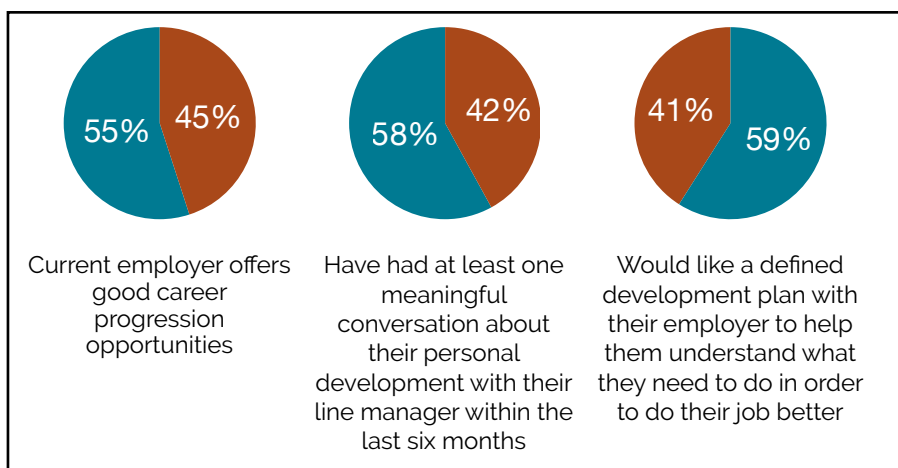 55%
45%
58%
42%
41%
59%
Current employer offers
good career
progression
opportunities
Have had at least one
meaningful
conversation about
their personal
development with their
line manager within the
last six months
Would like a defined
development plan with
their employer to help
them understand what
they need to do in order
to do their job better